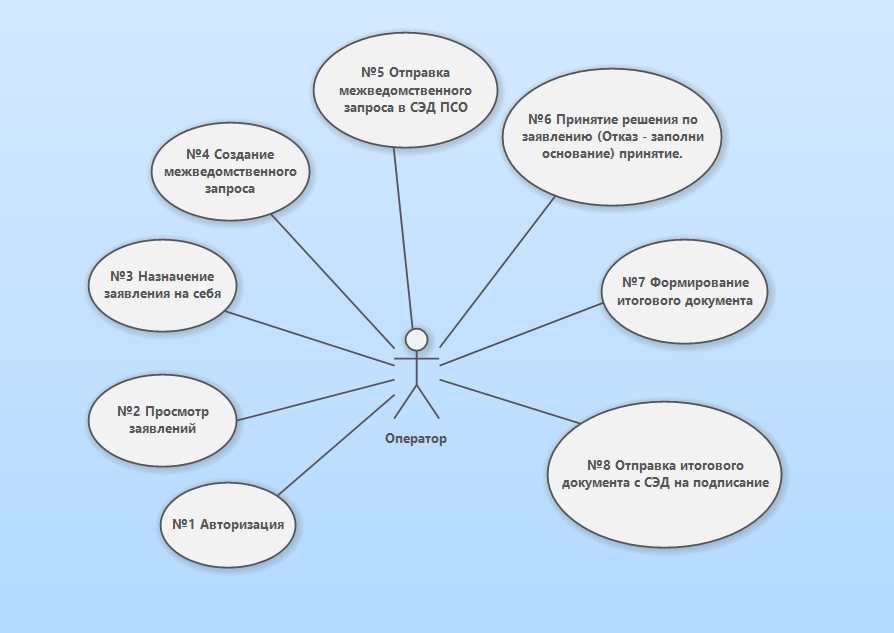 №5 Отправка
межведомственного
запроса в СЭД ПСО
№6 Принятие решения по
заявлению (Отказ - заполни
основание) принятие.
№4 Создание
межведомственного
запроса
№3 Назначение
заявления на себя
№7 Формирование
итогового документа
№2 Просмотр
заявлений
Оператор
№8 Отправка итогового
документа с СЭД на подписание
№1 Авторизация